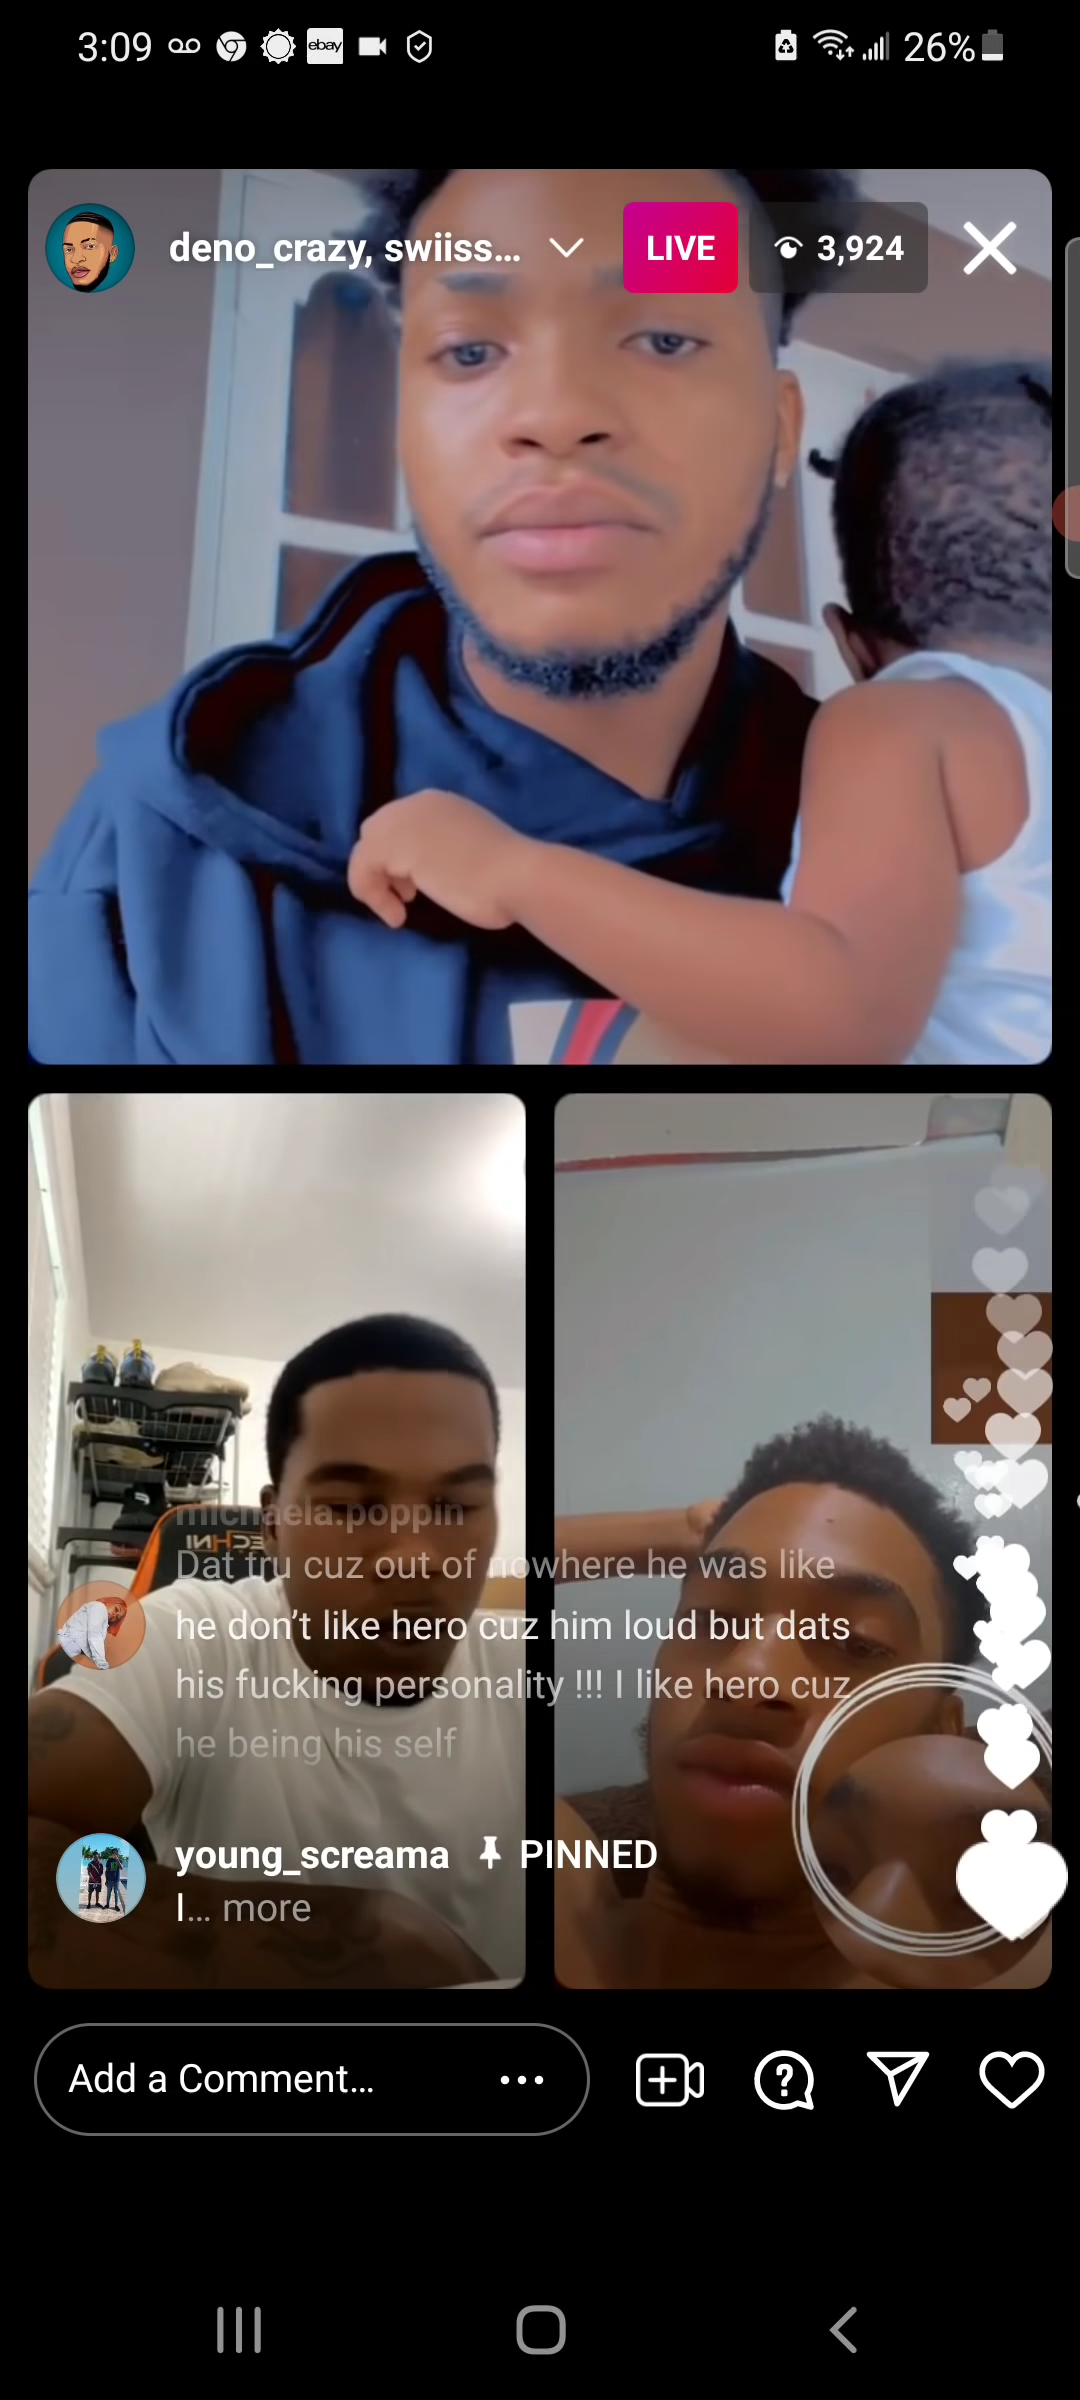 3:09 ebay 26%
deno_crazy, swiiss... LIVE 3,924
michaela.poppin
Dat tru cuz out of nowhere he was like
he don’t like hero cuz him loud but dats
his fucking personality !!! I like hero cuz
he being his self
young_screama PINNED
I... more
Add a Comment...